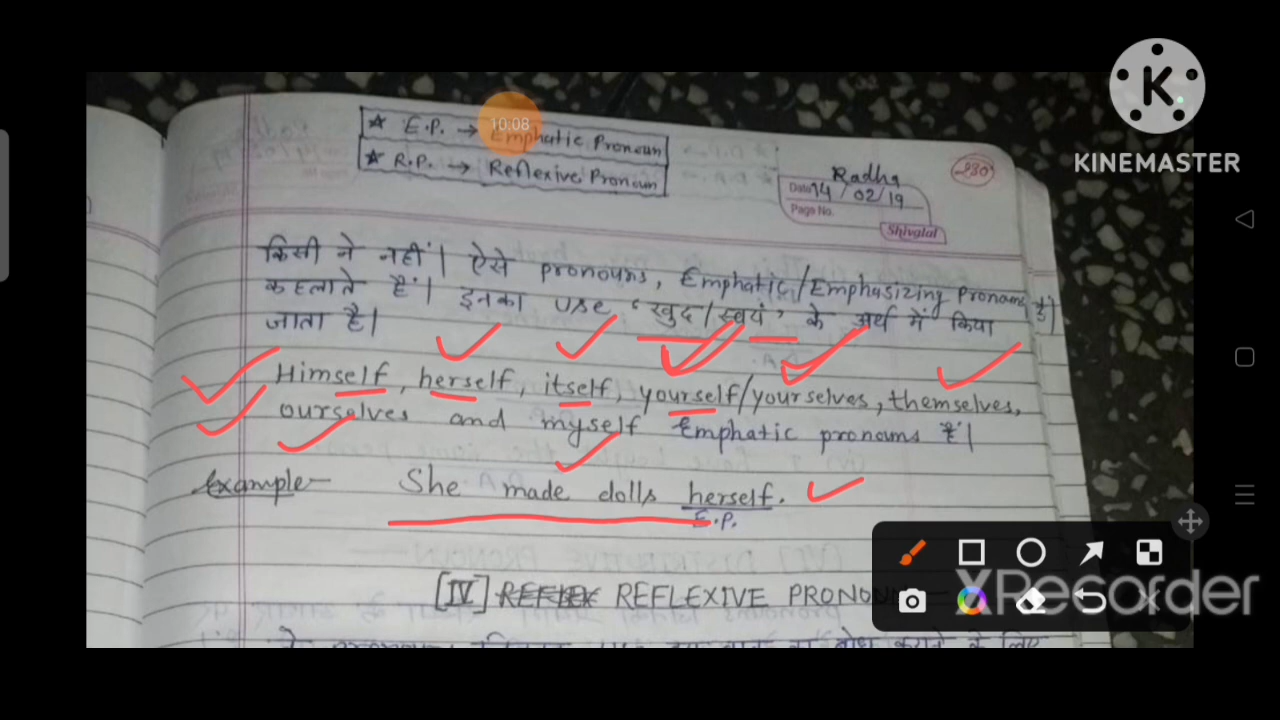 KINEMASTER
10:08
* E.P. → Emphatic Pronoun
* R.P. → Reflexive Pronoun
230
Radha
Date 14/02/19
Page No.
Shivalal
किसी ने नहीं। ऐसे pronouns, Emphatic/Emphasizing Pronouns
कहलाते हैं। इनका use 'खुद/स्वयं' के अर्थ में किया
जाता है।
Himself, herself, itself, yourself/yourselves, themselves,
ourselves and myself Emphatic pronouns हैं।
Example- She made dolls herself.
E.P.
[IV] REFLEXIVE PRONOUN
XRecorder